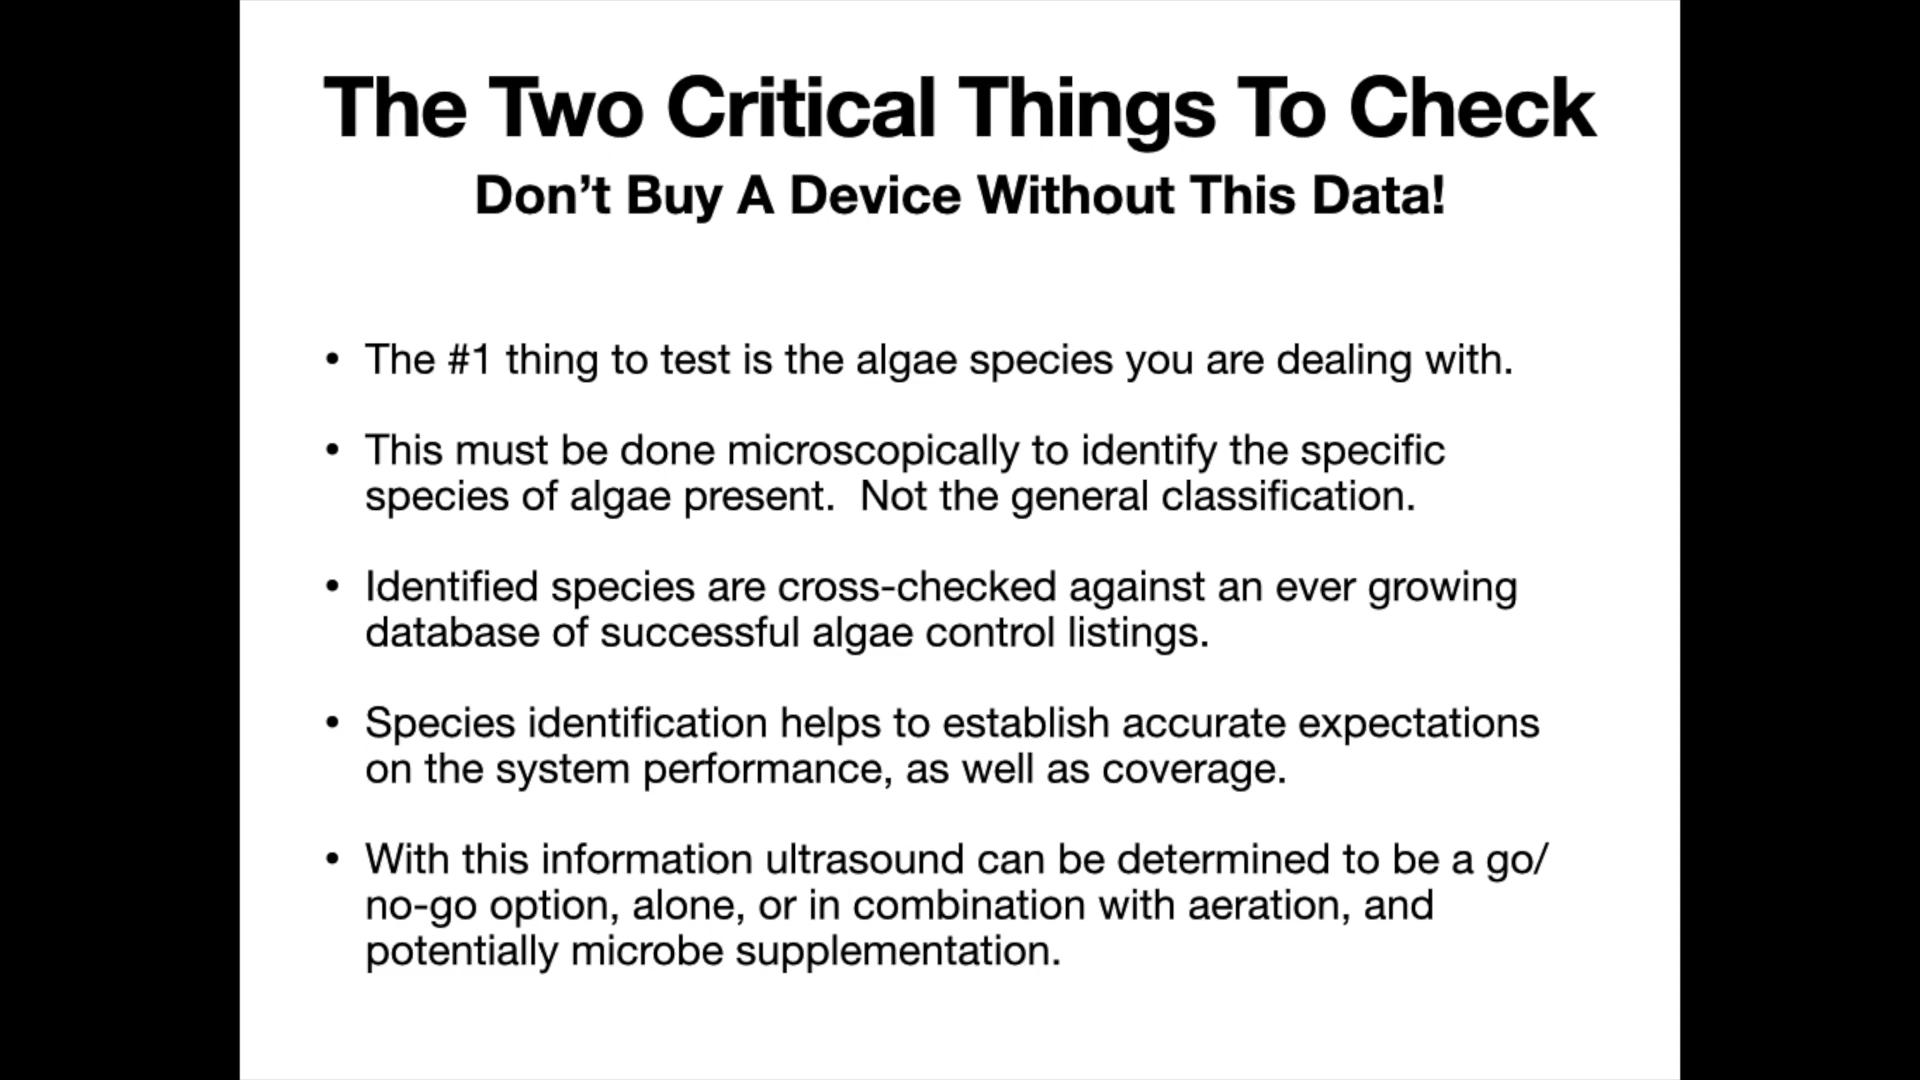 The Two Critical Things To Check
Don’t Buy A Device Without This Data!
• The #1 thing to test is the algae species you are dealing with.
• This must be done microscopically to identify the specific
species of algae present.  Not the general classification.
• Identified species are cross-checked against an ever growing
database of successful algae control listings.
• Species identification helps to establish accurate expectations
on the system performance, as well as coverage.
• With this information ultrasound can be determined to be a go/
no-go option, alone, or in combination with aeration, and
potentially microbe supplementation.